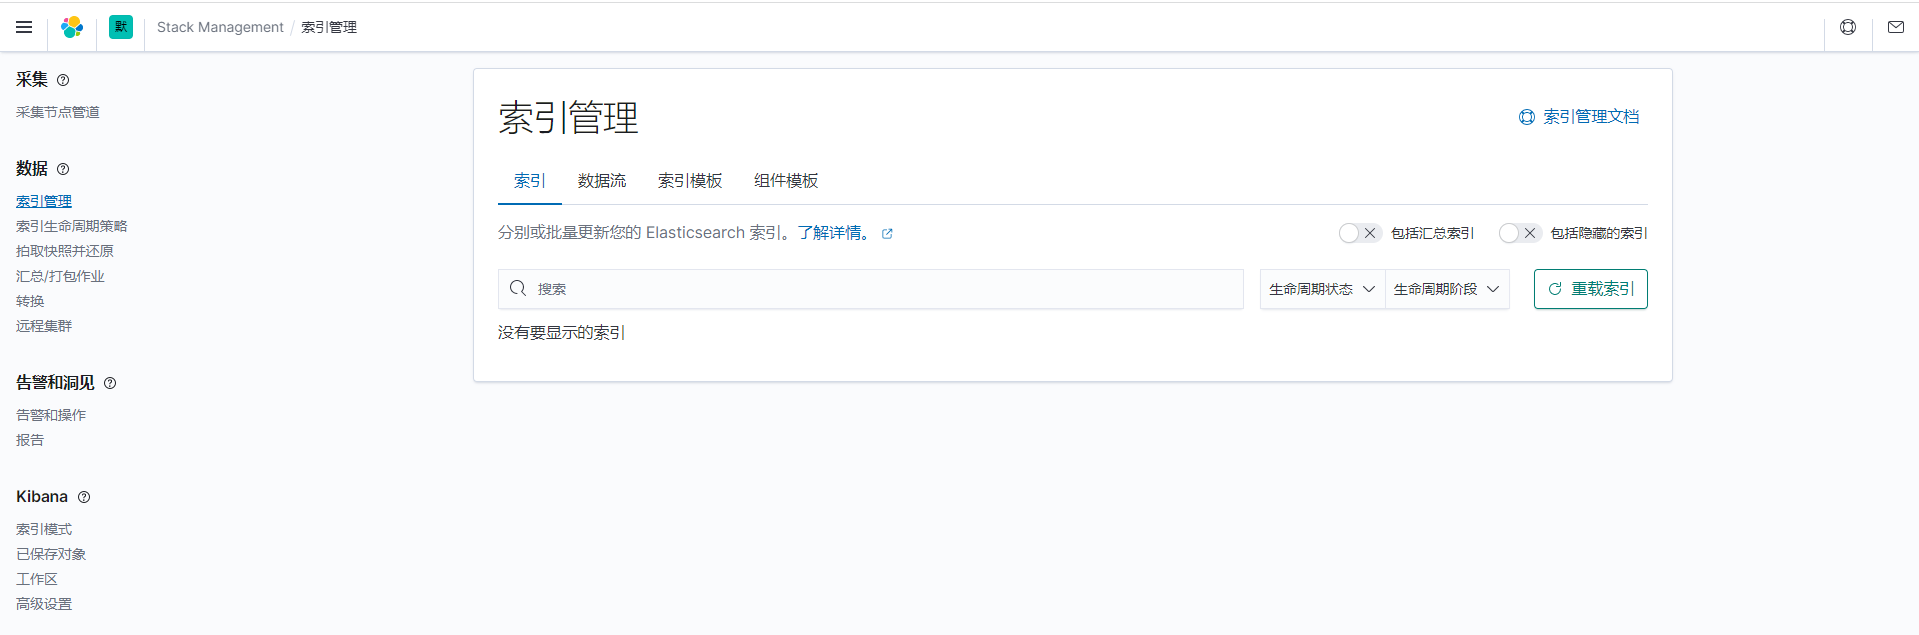 默 Stack Management / 索引管理
采集
采集节点管道
数据
索引管理
索引生命周期策略
拍取快照并还原
汇总/打包作业
转换
远程集群
告警和洞见
告警和操作
报告
Kibana
索引模式
已保存对象
工作区
高级设置
索引管理
索引管理文档
索引 数据流 索引模板 组件模板
分别或批量更新您的 Elasticsearch 索引。了解详情。
包括汇总索引 包括隐藏的索引
搜索 生命周期状态 生命周期阶段 重载索引
没有要显示的索引